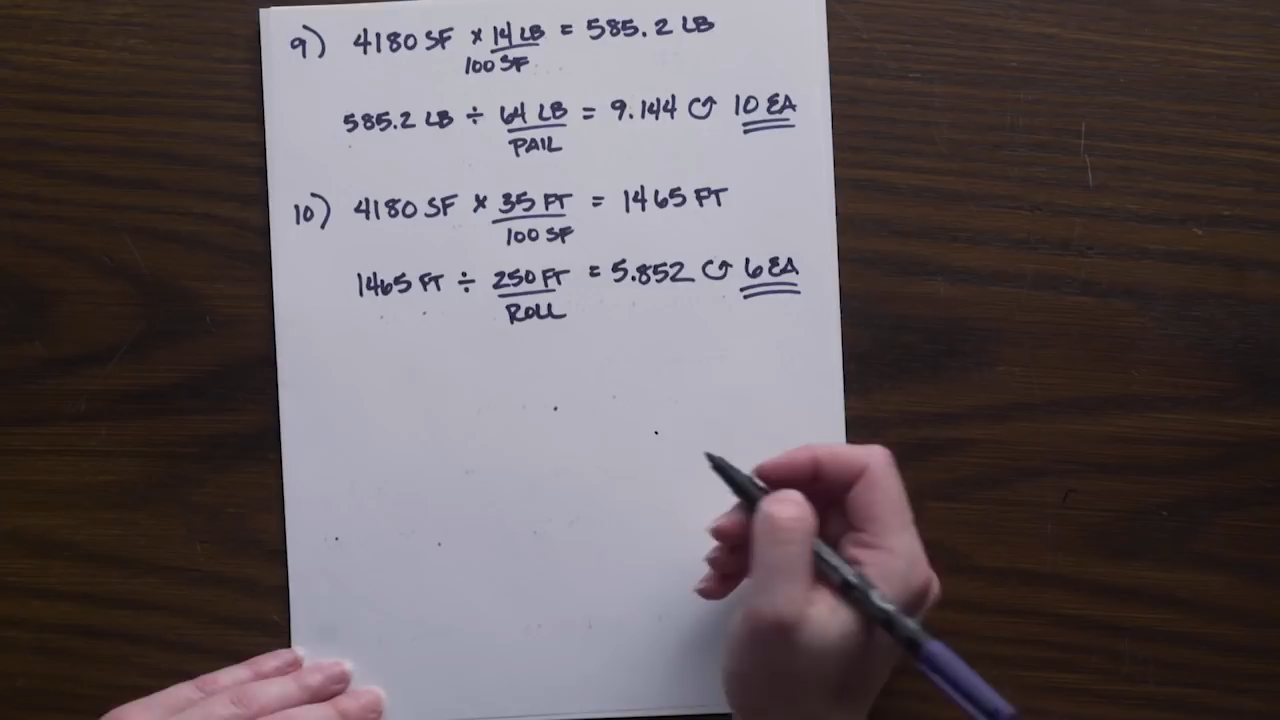 9) 4180 SF × 14 LB = 585.2 LB
100 SF
585.2 LB ÷ 64 LB = 9.144 ↺ 10 EA
PAIL
10) 4180 SF × 35 FT = 1465 FT
100 SF
1465 FT ÷ 250 FT = 5.852 ↺ 6 EA
ROLL